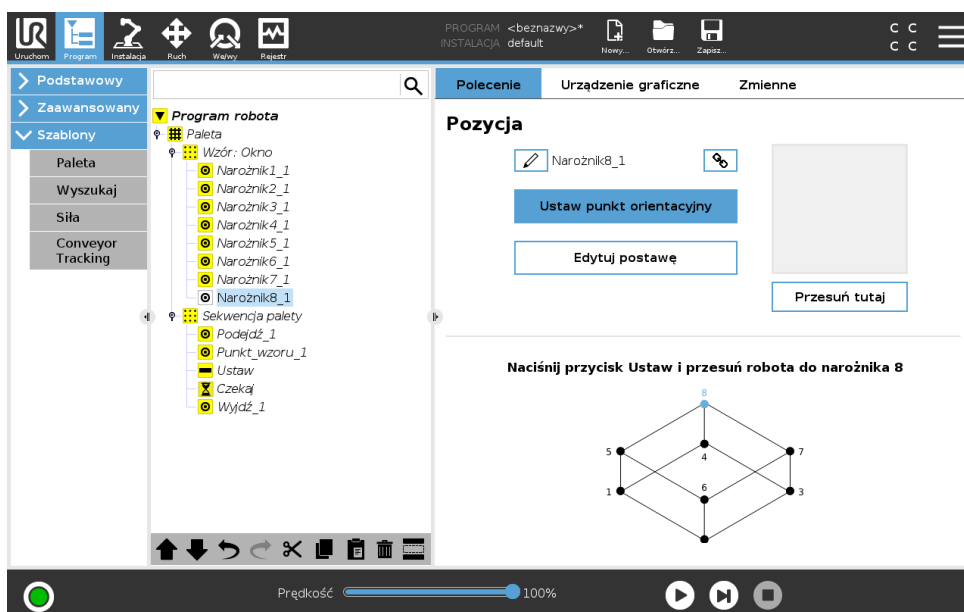 PROGRAM <beznazwy>*
INSTALACJA default
Uruchom Program Instalacja Ruch We/wy Rejestr Nowy... Otwórz... Zapisz...
C C
C C
Podstawowy
Zaawansowany
Szablony
Paleta
Wyszukaj
Siła
Conveyor
Tracking
Program robota
Paleta
Wzór: Okno
Narożnik1_1
Narożnik2_1
Narożnik3_1
Narożnik4_1
Narożnik5_1
Narożnik6_1
Narożnik7_1
Narożnik8_1
Sekwencja palety
Podejdź_1
Punkt_wzoru_1
Ustaw
Czekaj
Wyjdź_1
Polecenie Urządzenie graficzne Zmienne
Pozycja
Narożnik8_1
Ustaw punkt orientacyjny
Edytuj postawę
Przesuń tutaj
Naciśnij przycisk Ustaw i przesuń robota do narożnika 8
8
5 7
4
6
1 3
Prędkość 100%